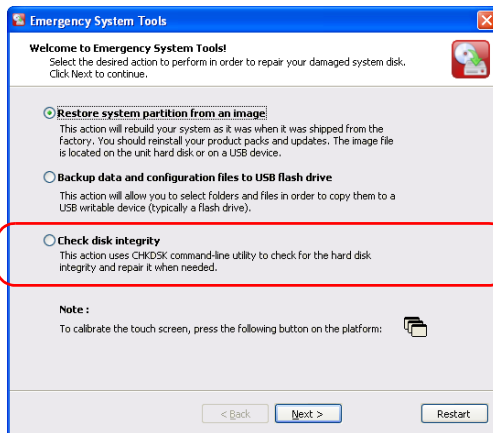 Emergency System Tools
Welcome to Emergency System Tools!
Select the desired action to perform in order to repair your damaged system disk.
Click Next to continue.
Restore system partition from an image
This action will rebuild your system as it was when it was shipped from the
factory. You should reinstall your product packs and updates. The image file
is located on the unit hard disk or on a USB device.
Backup data and configuration files to USB flash drive
This action will allow you to select folders and files in order to copy them to a
USB writable device (typically a flash drive).
Check disk integrity
This action uses CHKDSK command-line utility to check for the hard disk
integrity and repair it when needed.
Note :
To calibrate the touch screen, press the following button on the platform:
< Back
Next >
Restart